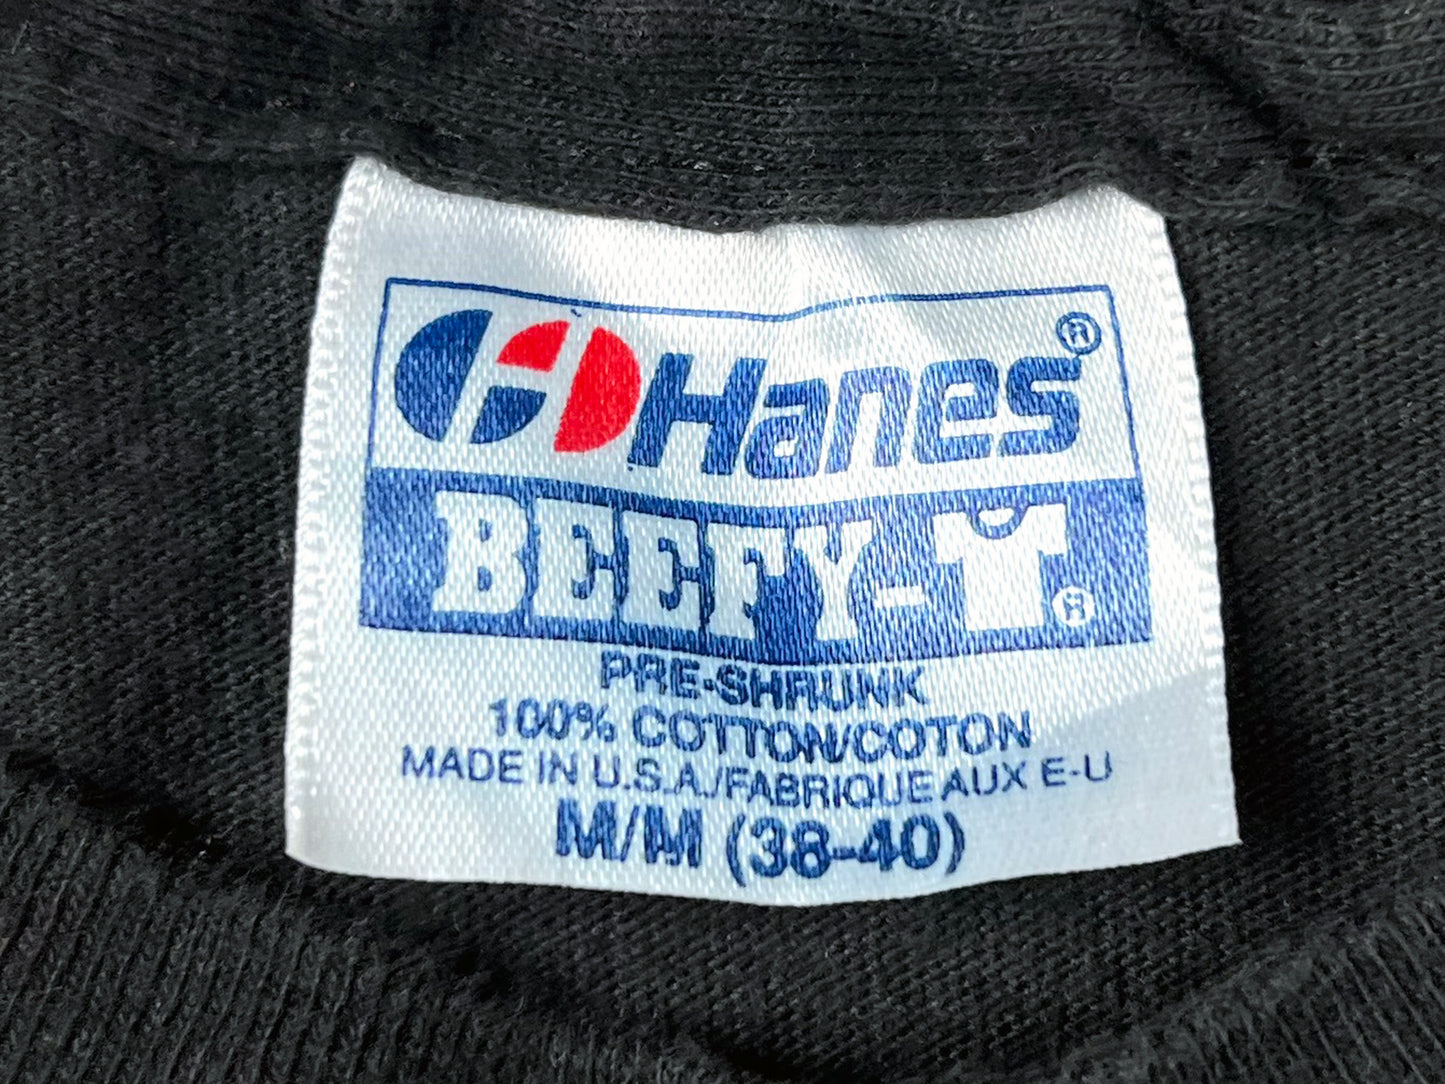 Hanes®
BEEFY-T®
PRE-SHRUNK
100% COTTON/COTON
MADE IN U.S.A./FABRIQUE AUX E-U
M/M (38-40)